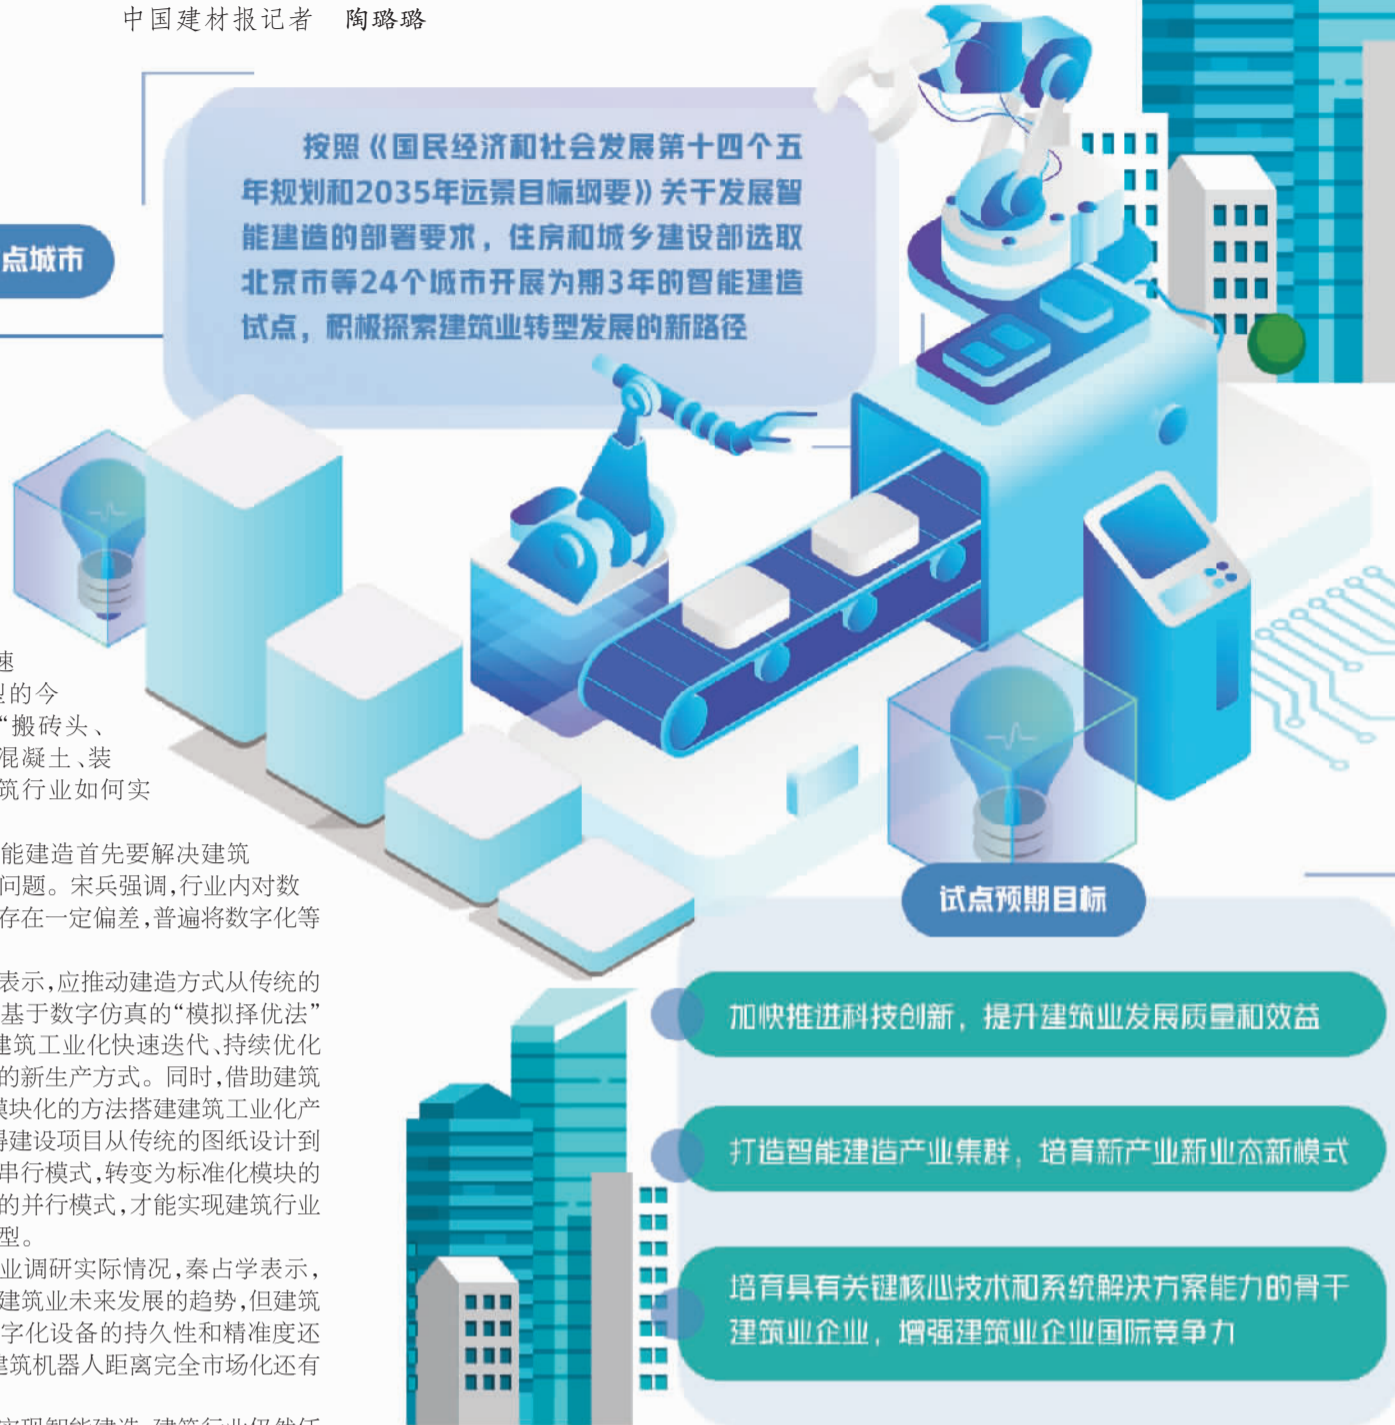 中国建材报记者 陶璐璐
按照《国民经济和社会发展第十四个五
年规划和2035年远景目标纲要》关于发展智
能建造的部署要求，住房和城乡建设部选取
北京市等24个城市开展为期3年的智能建造
试点，积极探索建筑业转型发展的新路径
点城市
速
型的今
“搬砖头、
混凝土、装
筑行业如何实
能建造首先要解决建筑
问题。宋兵强调，行业内对数
存在一定偏差，普遍将数字化等
表示，应推动建造方式从传统的
基于数字仿真的“模拟择优法”
建筑工业化快速迭代、持续优化
的新生产方式。同时，借助建筑
模块化的方法搭建建筑工业化产
得建设项目从传统的图纸设计到
串行模式，转变为标准化模块的
的并行模式，才能实现建筑行业
型。
业调研实际情况，秦占学表示，
建筑业未来发展的趋势，但建筑
字化设备的持久性和精准度还
建筑机器人距离完全市场化还有
实现智能建造，建筑行业仍然任
试点预期目标
加快推进科技创新，提升建筑业发展质量和效益
打造智能建造产业集群，培育新产业新业态新模式
培育具有关键核心技术和系统解决方案能力的骨干
建筑业企业，增强建筑业企业国际竞争力